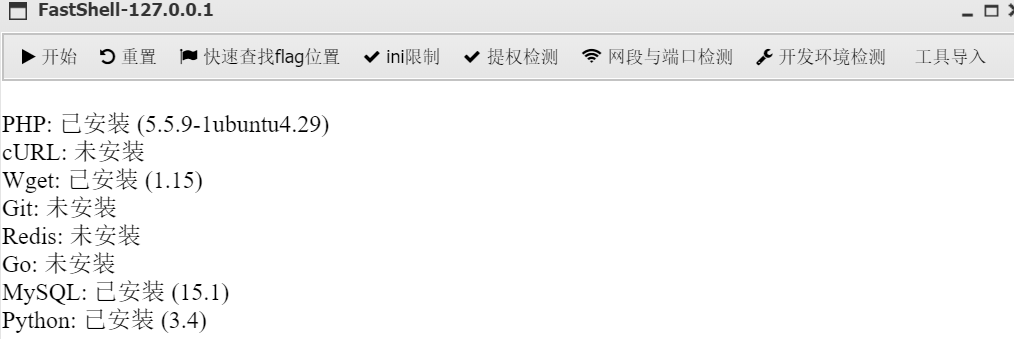 FastShell-127.0.0.1
开始 重置 快速查找flag位置 ini限制 提权检测 网段与端口检测 开发环境检测 工具导入
PHP: 已安装 (5.5.9-1ubuntu4.29)
cURL: 未安装
Wget: 已安装 (1.15)
Git: 未安装
Redis: 未安装
Go: 未安装
MySQL: 已安装 (15.1)
Python: 已安装 (3.4)